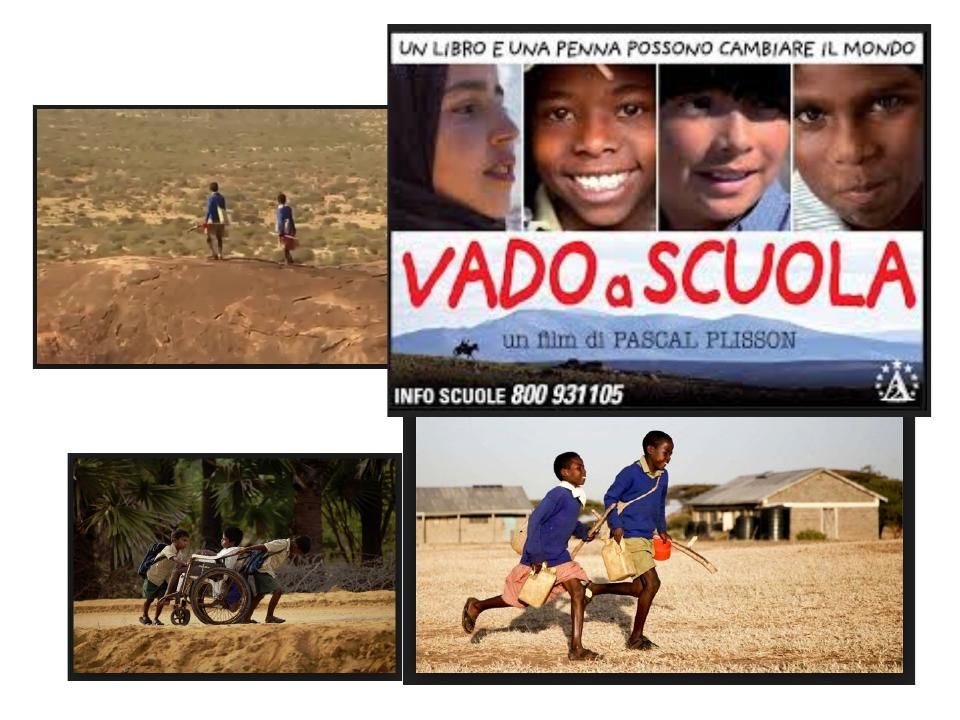 UN LIBRO E UNA PENNA POSSONO CAMBIARE IL MONDO
VADO a SCUOLA
un film di PASCAL PLISSON
INFO SCUOLE 800 931105